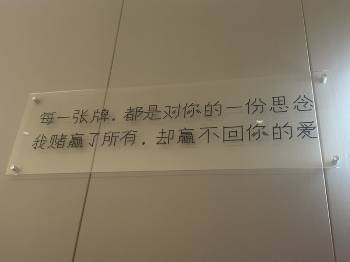 每一张牌。都是对你的一份思念
我赌赢了所有，却赢不回你的爱